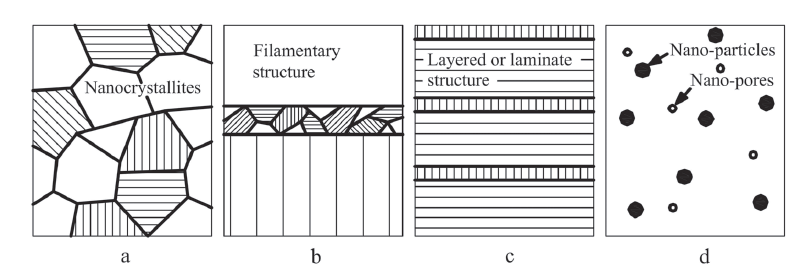 Nanocrystallites
Filamentary
structure
Layered or laminate
structure
Nano-particles
Nano-pores
a
b
c
d